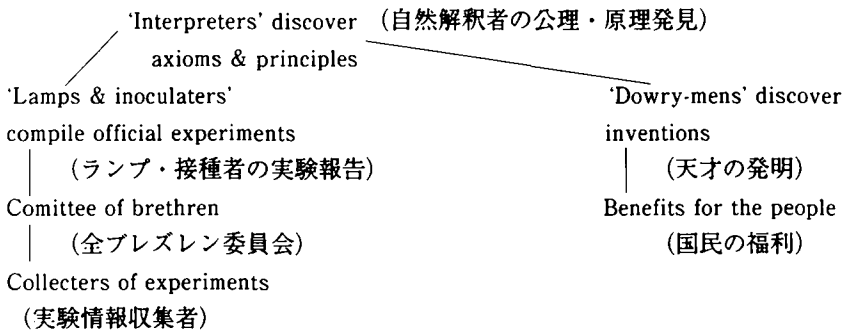 ‘Interpreters’ discover (自然解釈者の公理・原理発見)
axioms & principles
‘Lamps & inoculaters’
compile official experiments
(ランプ・接種者の実験報告)
Comittee of brethren
(全ブレズレン委員会)
Collecters of experiments
(実験情報収集者)
‘Dowry-mens’ discover
inventions
(天才の発明)
Benefits for the people
(国民の福利)